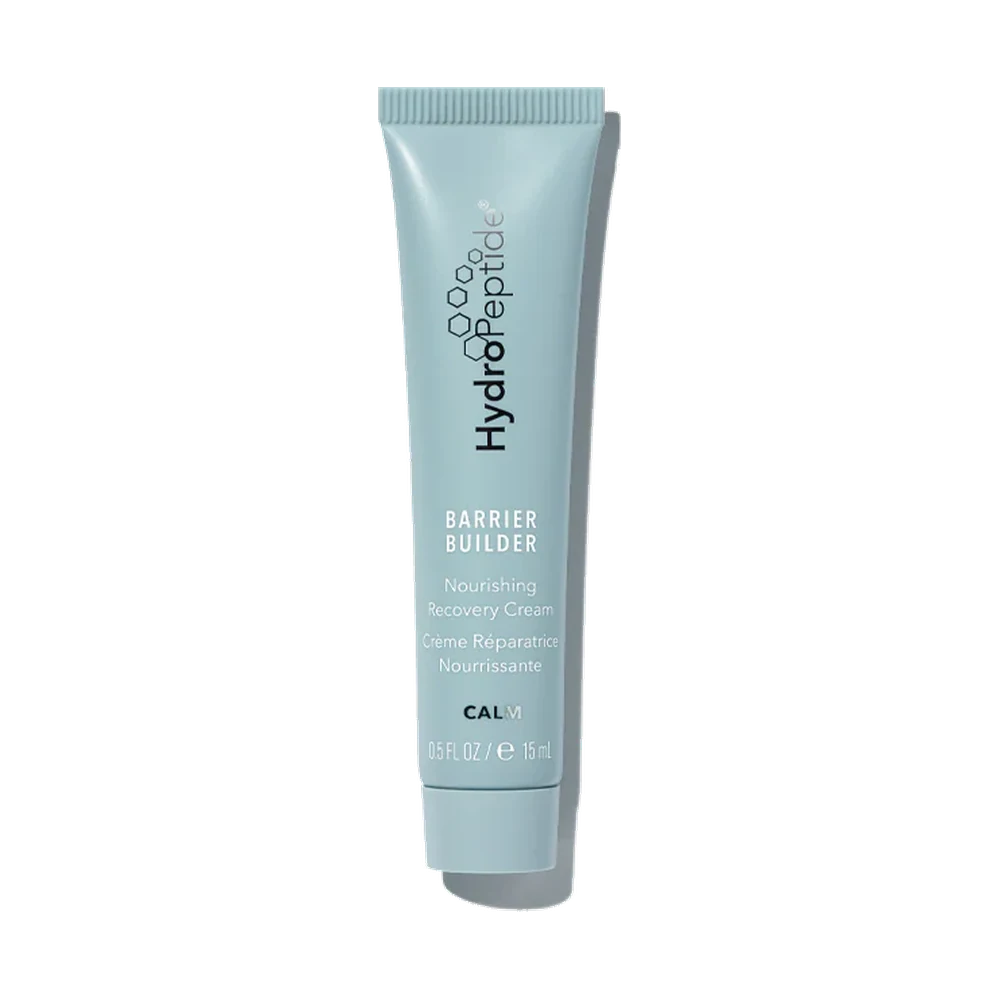 HydroPeptide®
BARRIER
BUILDER
Nourishing
Recovery Cream
Crème Réparatrice
Nourrissante
CALM
0.5 FL OZ / ℮ 15 mL